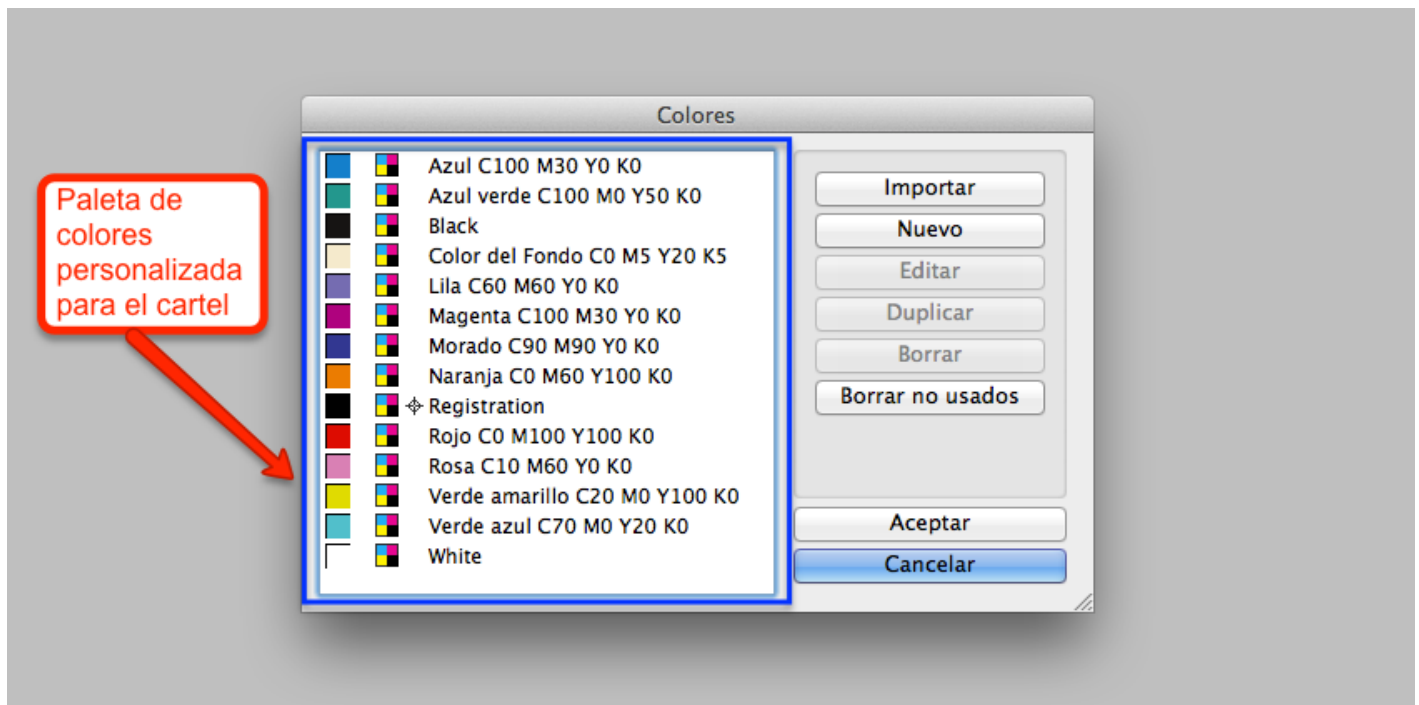 Colores
Paleta de
colores
personalizada
para el cartel
Azul C100 M30 Y0 K0
Azul verde C100 M0 Y50 K0
Black
Color del Fondo C0 M5 Y20 K5
Lila C60 M60 Y0 K0
Magenta C100 M30 Y0 K0
Morado C90 M90 Y0 K0
Naranja C0 M60 Y100 K0
Registration
Rojo C0 M100 Y100 K0
Rosa C10 M60 Y0 K0
Verde amarillo C20 M0 Y100 K0
Verde azul C70 M0 Y20 K0
White
Importar
Nuevo
Editar
Duplicar
Borrar
Borrar no usados
Aceptar
Cancelar